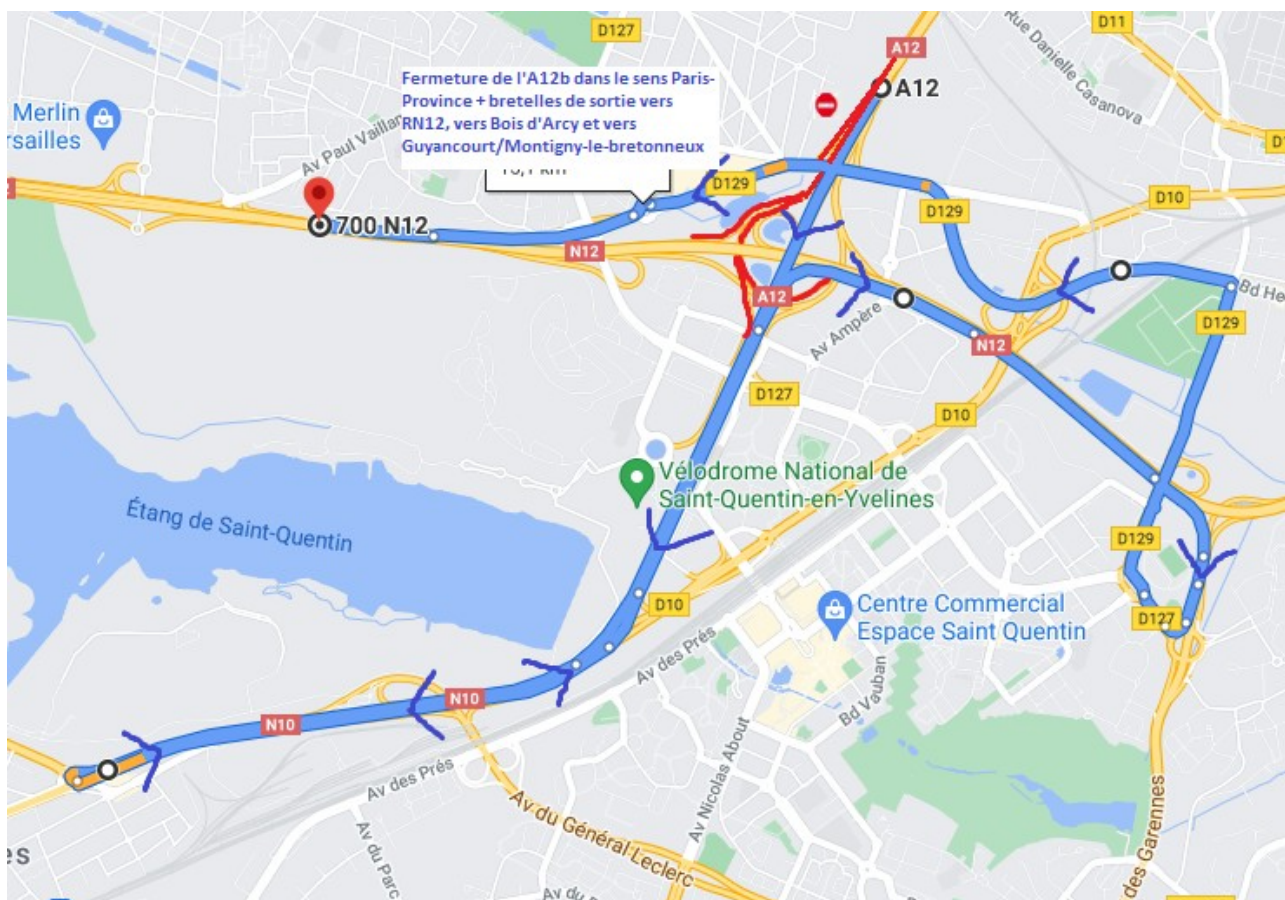 D127
A12
D11
Rue Danielle Casanova
Fermeture de l'A12b dans le sens Paris-
Province + bretelles de sortie vers
RN12, vers Bois d'Arcy et vers
Guyancourt/Montigny-le-bretonneux
A12
Merlin
rsailles
Av Paul Vaillan
D129
D129
D10
700 N12
N12
A12
Av Ampère
N12
Bd He
D129
D127
D10
Vélodrome National de
Saint-Quentin-en-Yvelines
Étang de Saint-Quentin
D129
D10
Centre Commercial
Espace Saint Quentin
D127
Av des Prés
Bd Vauban
N10
N10
Av Nicolas About
Av des Prés
Av du Général Leclerc
des Garennes
Av du Parc
es